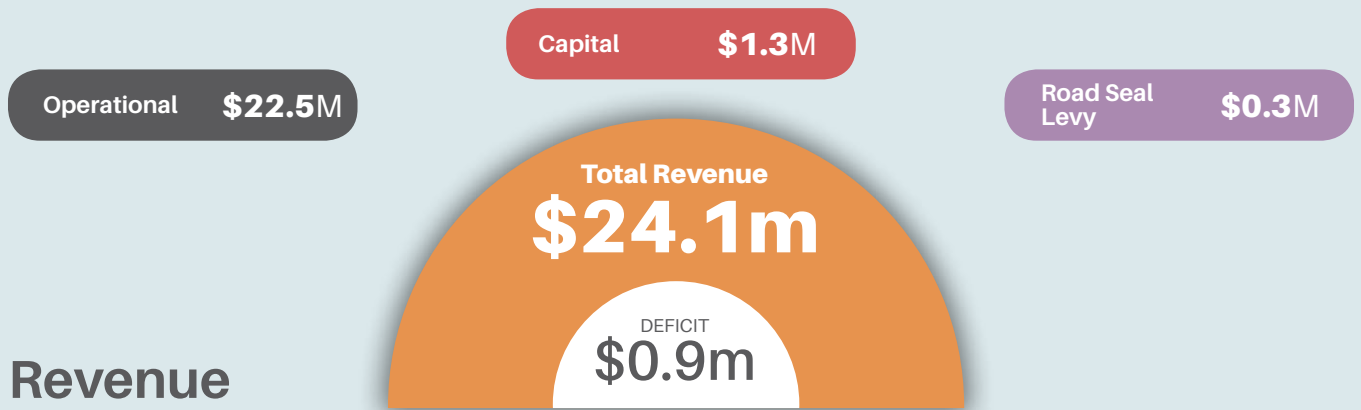 Capital $1.3M
Operational $22.5M
Road Seal
Levy
$0.3M
Total Revenue
$24.1m
DEFICIT
$0.9m
Revenue